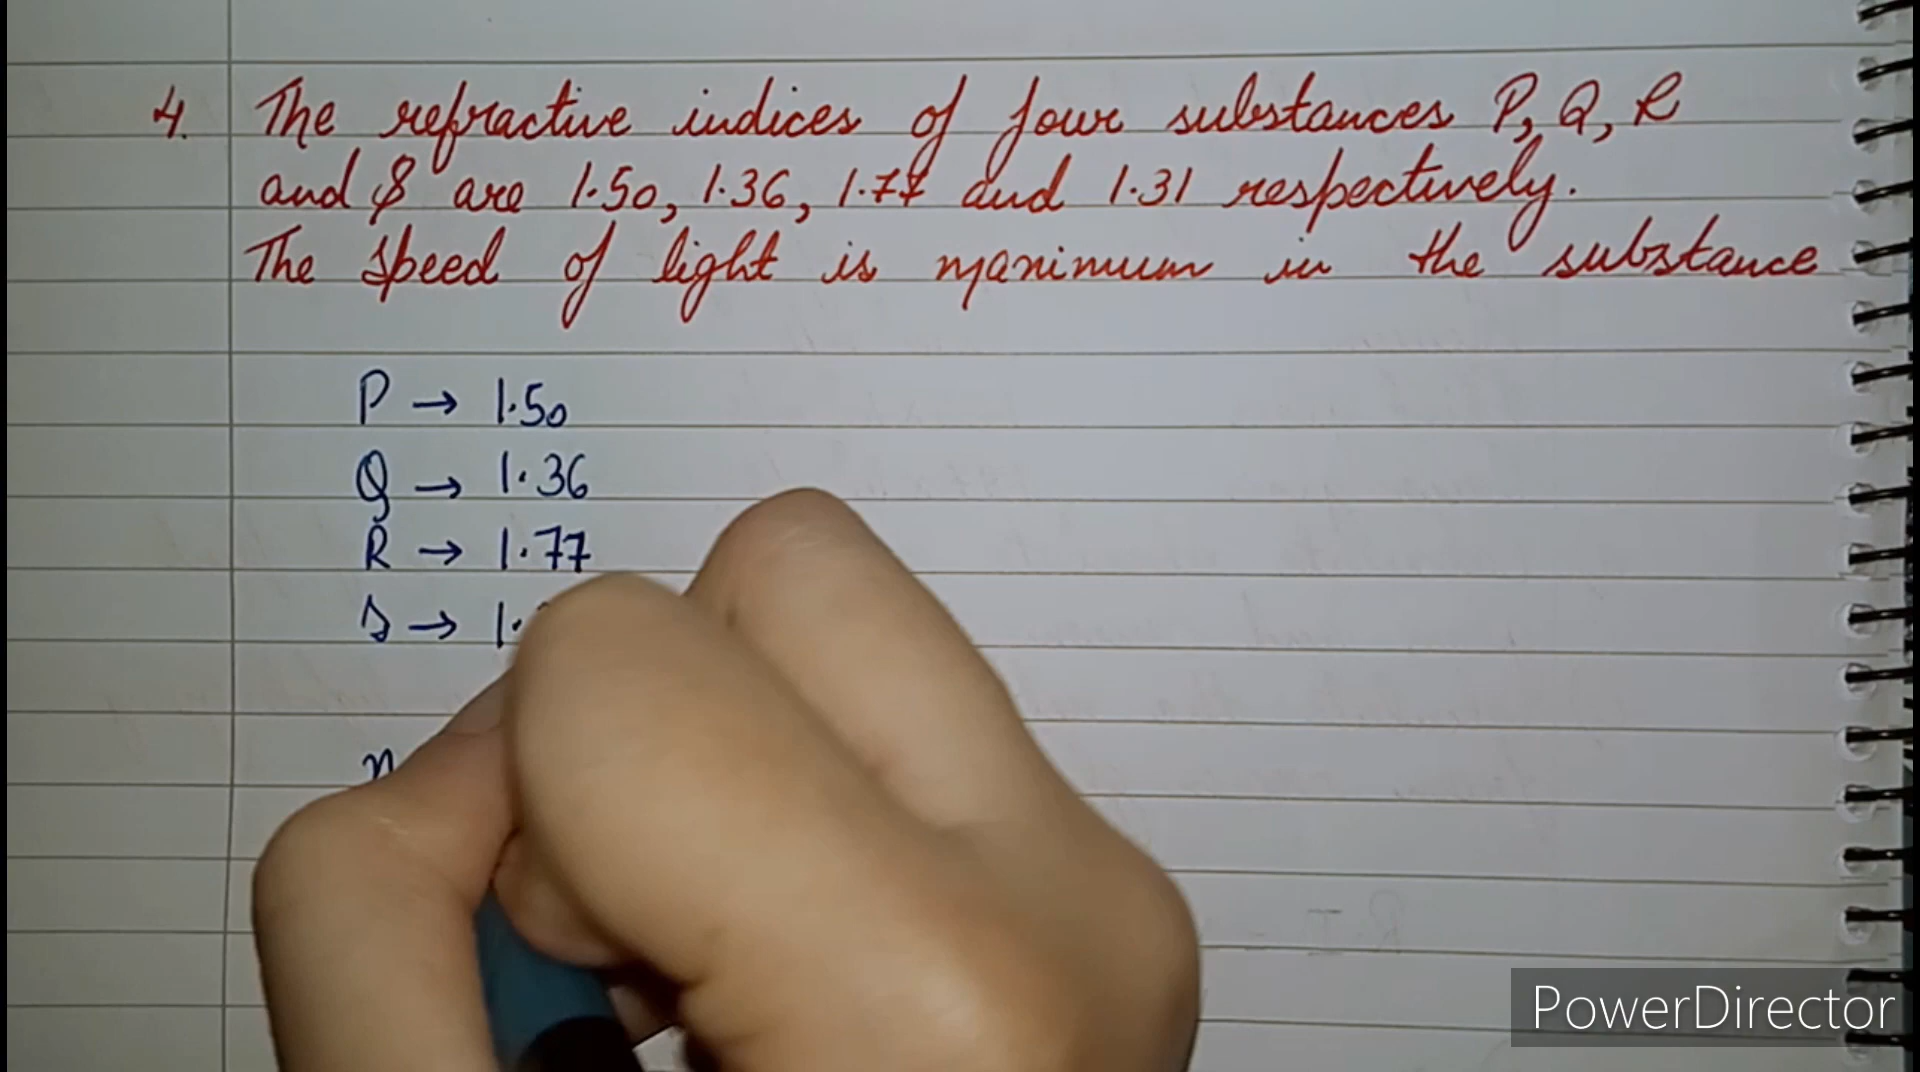 4. The refractive indices of four substances P, Q, R
and S are 1.50, 1.36, 1.77 and 1.31 respectively.
The speed of light is maximum in the substance
P → 1.50
Q → 1.36
R → 1.77
S → 1.
n
PowerDirector